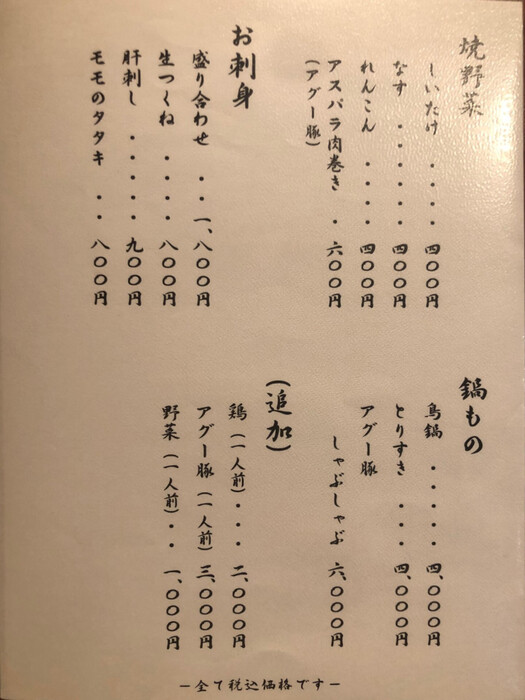 焼野菜
しいたけ・・・・四〇〇円
なす・・・・・・四〇〇円
れんこん・・・・四〇〇円
アスパラ肉巻き・六〇〇円
（アグー豚）
お刺身
盛り合わせ・・一、八〇〇円
生つくね・・・・八〇〇円
肝刺し・・・・・九〇〇円
モモのタタキ・・八〇〇円
鍋もの
鳥鍋・・・・・四、〇〇〇円
とりすき・・・四、〇〇〇円
アグー豚
しゃぶしゃぶ 六、〇〇〇円
（追加）
鶏（一人前）・・・二、〇〇〇円
アグー豚（一人前）三、〇〇〇円
野菜（一人前）・・一、〇〇〇円
－全て税込価格です－